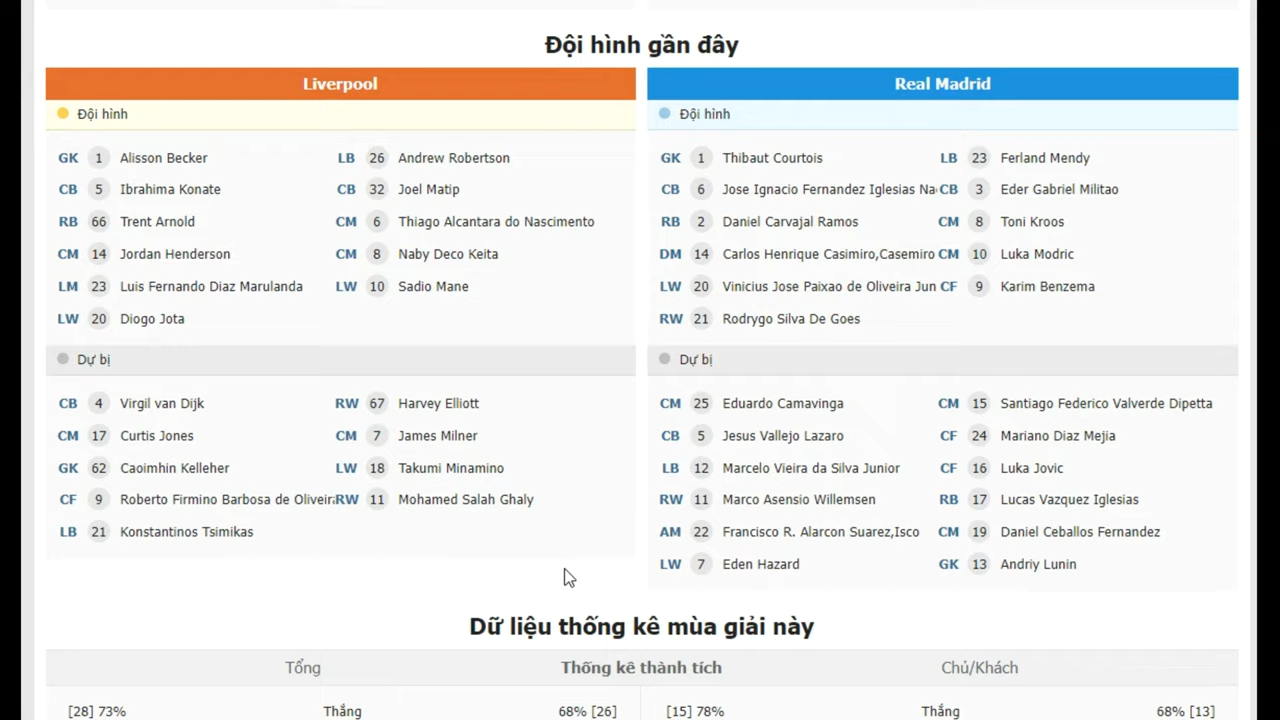 Đội hình gần đây
Liverpool
Đội hình
GK 1 Alisson Becker LB 26 Andrew Robertson
CB 5 Ibrahima Konate CB 32 Joel Matip
RB 66 Trent Arnold CM 6 Thiago Alcantara do Nascimento
CM 14 Jordan Henderson CM 8 Naby Deco Keita
LM 23 Luis Fernando Diaz Marulanda LW 10 Sadio Mane
LW 20 Diogo Jota
Dự bị
CB 4 Virgil van Dijk RW 67 Harvey Elliott
CM 17 Curtis Jones CM 7 James Milner
GK 62 Caoimhin Kelleher LW 18 Takumi Minamino
CF 9 Roberto Firmino Barbosa de Oliveira RW 11 Mohamed Salah Ghaly
LB 21 Konstantinos Tsimikas
Real Madrid
Đội hình
GK 1 Thibaut Courtois LB 23 Ferland Mendy
CB 6 Jose Ignacio Fernandez Iglesias Na CB 3 Eder Gabriel Militao
RB 2 Daniel Carvajal Ramos CM 8 Toni Kroos
DM 14 Carlos Henrique Casimiro,Casemiro CM 10 Luka Modric
LW 20 Vinicius Jose Paixao de Oliveira Jun CF 9 Karim Benzema
RW 21 Rodrygo Silva De Goes
Dự bị
CM 25 Eduardo Camavinga CM 15 Santiago Federico Valverde Dipetta
CB 5 Jesus Vallejo Lazaro CF 24 Mariano Diaz Mejia
LB 12 Marcelo Vieira da Silva Junior CF 16 Luka Jovic
RW 11 Marco Asensio Willemsen RB 17 Lucas Vazquez Iglesias
AM 22 Francisco R. Alarcon Suarez,Isco CM 19 Daniel Ceballos Fernandez
LW 7 Eden Hazard GK 13 Andriy Lunin
Dữ liệu thống kê mùa giải này
Tổng Thống kê thành tích Chủ/Khách
[28] 73% Thắng 68% [26] [15] 78% Thắng 68% [13]